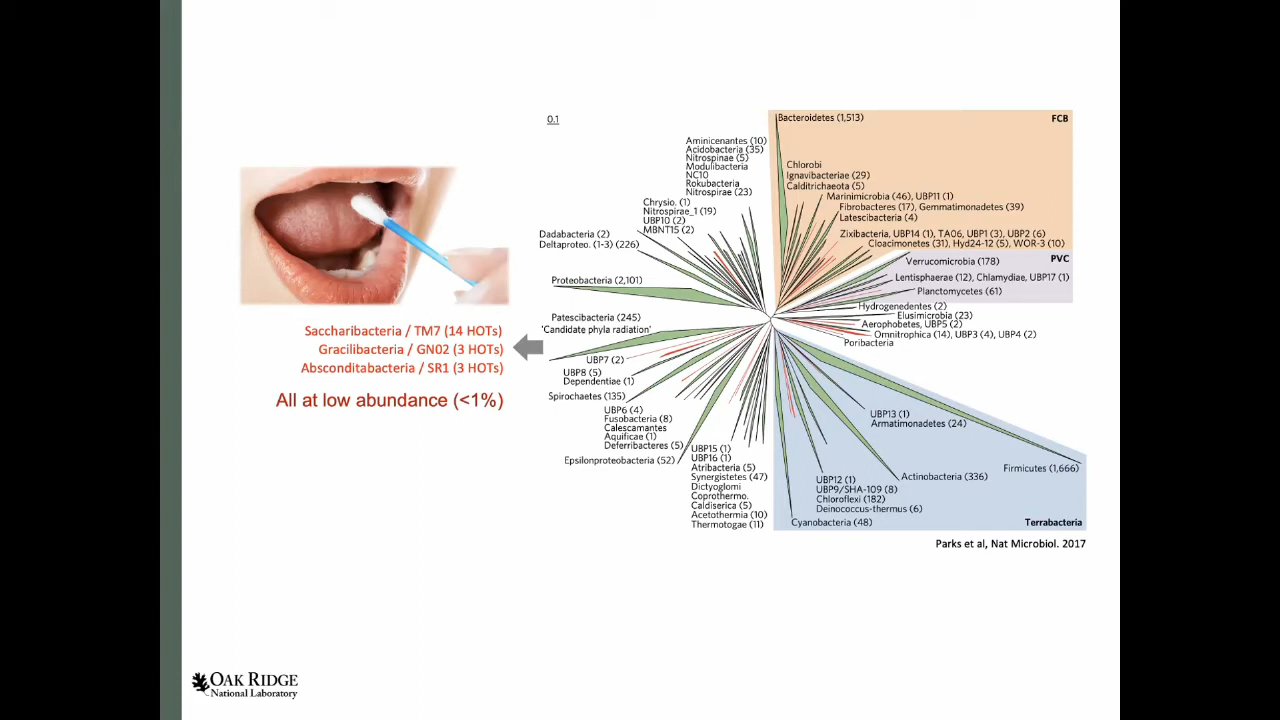 0.1
Bacteroidetes (1,513)
FCB
Aminicenantes (10)
Acidobacteria (35)
Nitrospinae (5)
Modulibacteria
NC10
Rokubacteria
Nitrospirae (23)
Chlorobi
Ignavibacteriae (29)
Calditrichaeota (5)
Marinimicrobia (46), UBP11 (1)
Fibrobacteres (17), Gemmatimonadetes (39)
Latescibacteria (4)
Zixibacteria, UBP14 (1), TA06, UBP1 (3), UBP2 (6)
Cloacimonetes (31), Hyd24-12 (5), WOR-3 (10)
Chrysio. (1)
Nitrospirae_1 (19)
UBP10 (2)
MBNT15 (2)
Dadabacteria (2)
Deltaproteo. (1-3) (226)
Proteobacteria (2,101)
PVC
Verrucomicrobia (178)
Lentisphaerae (12), Chlamydiae, UBP17 (1)
Planctomycetes (61)
Hydrogenedentes (2)
Elusimicrobia (23)
Aerophobetes, UBP5 (2)
Omnitrophica (14), UBP3 (4), UBP4 (2)
Poribacteria
Patescibacteria (245)
'Candidate phyla radiation'
UBP7 (2)
UBP8 (5)
Dependentiae (1)
Spirochaetes (135)
UBP6 (4)
Fusobacteria (8)
Calescamantes
Aquificae (1)
Deferribacteres (5)
Epsilonproteobacteria (52)
UBP15 (1)
UBP16 (1)
Atribacteria (5)
Synergistetes (47)
Dictyoglomi
Coprothermo.
Caldiserica (5)
Acetothermia (10)
Thermotogae (11)
UBP13 (1)
Armatimonadetes (24)
Firmicutes (1,666)
Actinobacteria (336)
UBP12 (1)
UBP9/SHA-109 (8)
Chloroflexi (182)
Deinococcus-thermus (6)
Cyanobacteria (48)
Terrabacteria
Saccharibacteria / TM7 (14 HOTs)
Gracilibacteria / GN02 (3 HOTs)
Absconditabacteria / SR1 (3 HOTs)
All at low abundance (<1%)
Parks et al, Nat Microbiol. 2017
OAK RIDGE
National Laboratory